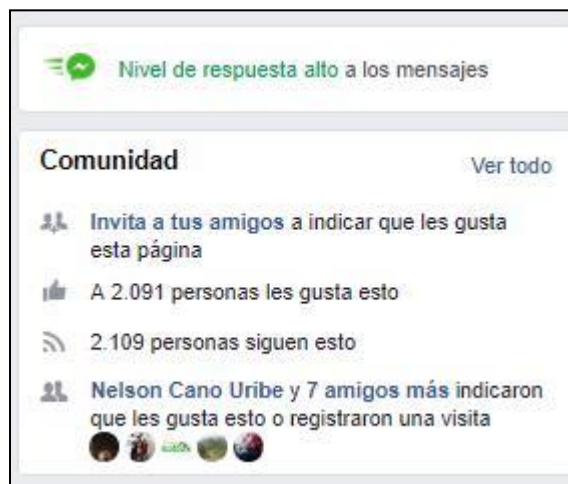 Nivel de respuesta alto a los mensajes
Comunidad
Ver todo
Invita a tus amigos a indicar que les gusta
esta página
A 2.091 personas les gusta esto
2.109 personas siguen esto
Nelson Cano Uribe y 7 amigos más indicaron
que les gusta esto o registraron una visita